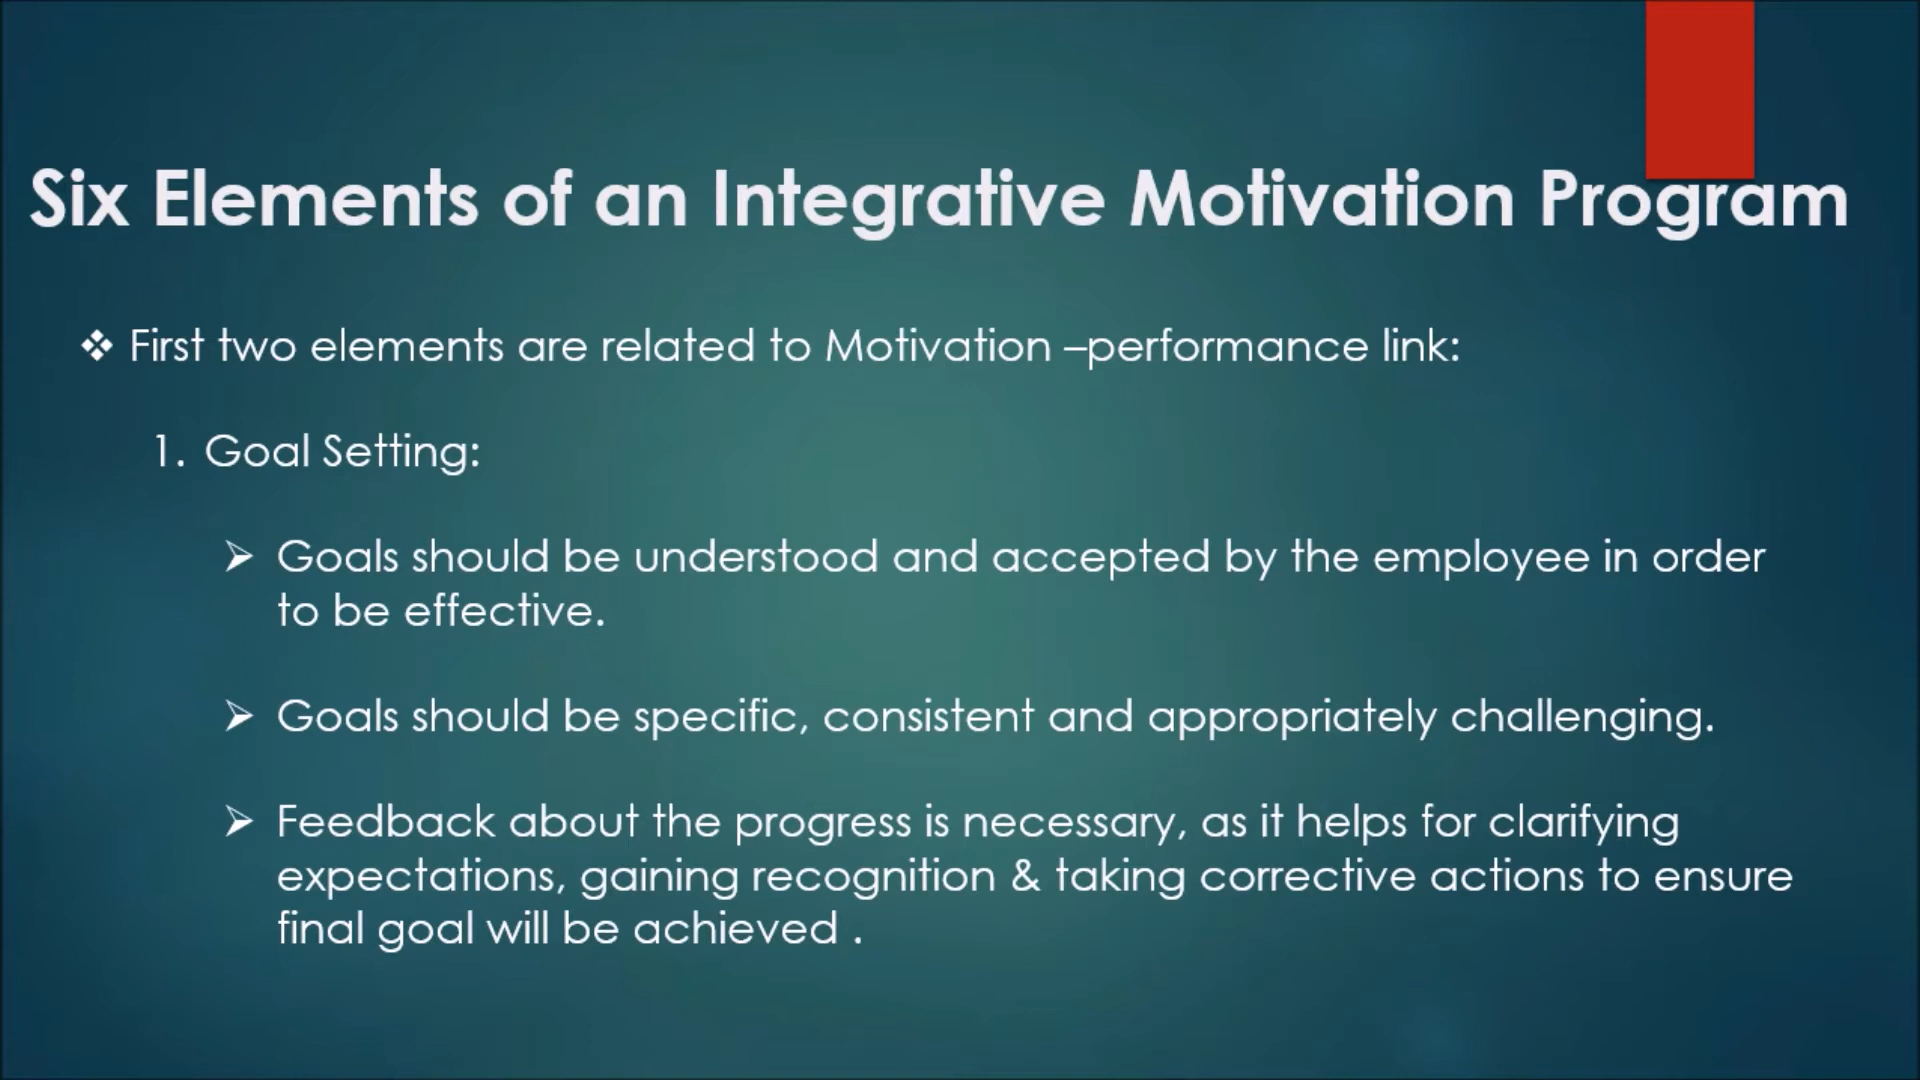 Six Elements of an Integrative Motivation Program
❖ First two elements are related to Motivation –performance link:
1. Goal Setting:
➢ Goals should be understood and accepted by the employee in order
to be effective.
➢ Goals should be specific, consistent and appropriately challenging.
➢ Feedback about the progress is necessary, as it helps for clarifying
expectations, gaining recognition & taking corrective actions to ensure
final goal will be achieved .